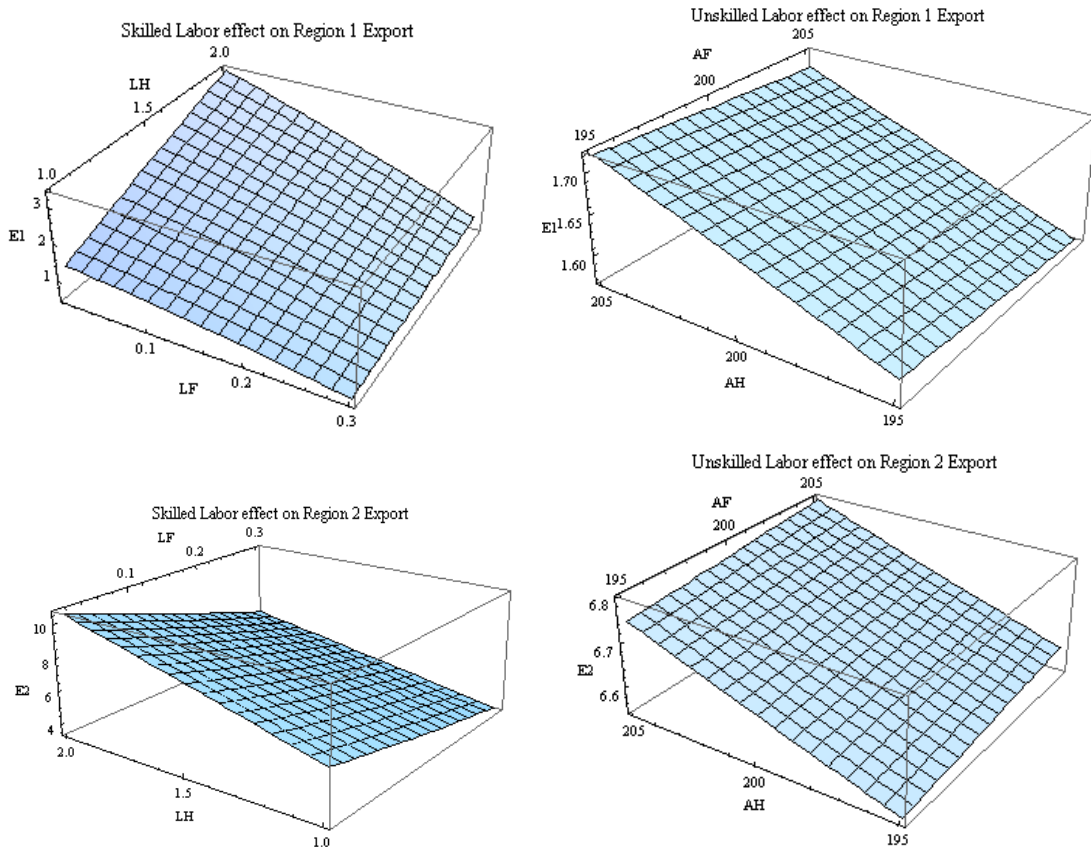 Skilled Labor effect on Region 1 Export
2.0
LH
1.5
1.0
3
E1
2
1
0.1
0.2
LF
0.3
Unskilled Labor effect on Region 1 Export
205
AF
200
195
1.70
E1
1.65
1.60
205
200
AH
195
Skilled Labor effect on Region 2 Export
LF
0.3
0.2
0.1
10
8
E2
6
4
2.0
1.5
LH
1.0
Unskilled Labor effect on Region 2 Export
205
AF
200
195
6.8
6.7
E2
6.6
205
200
AH
195